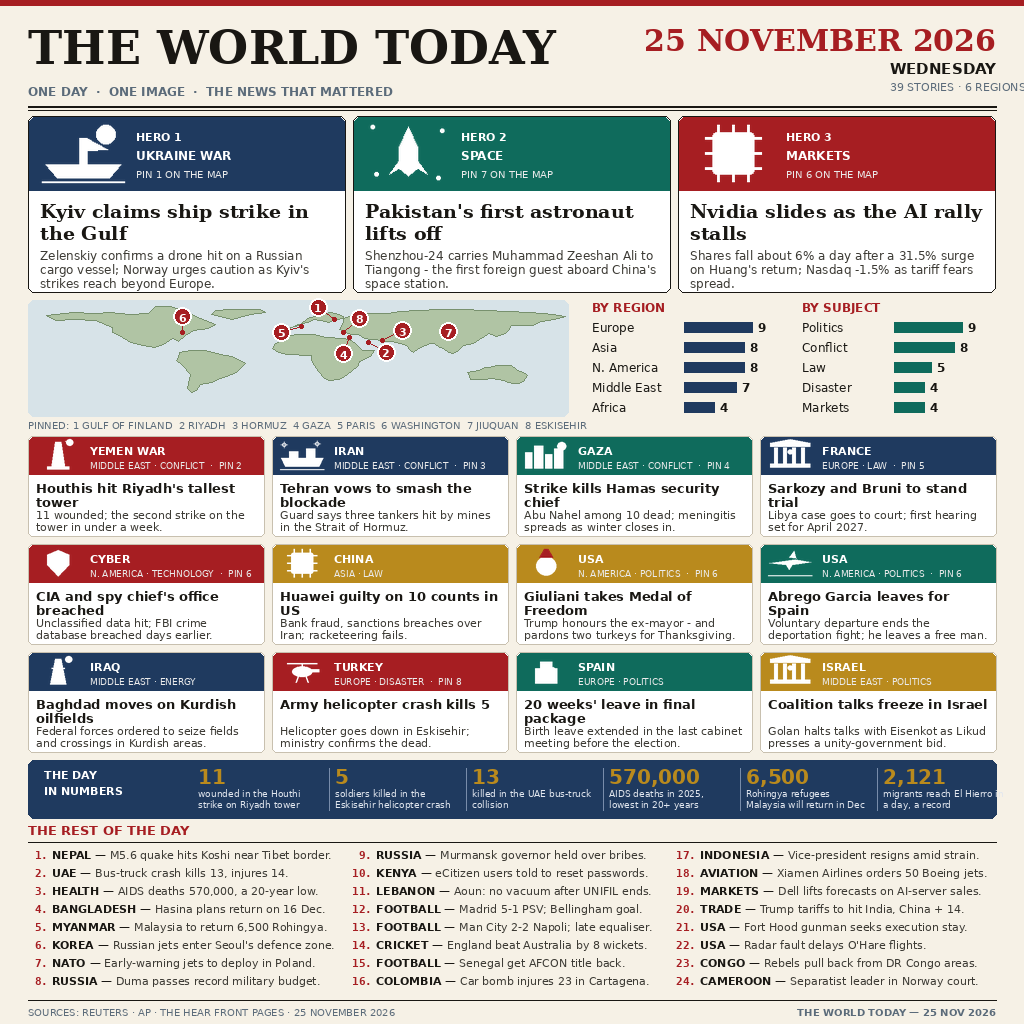 THE WORLD TODAY
25 NOVEMBER 2026
WEDNESDAY
39 STORIES · 6 REGIONS
ONE DAY · ONE IMAGE · THE NEWS THAT MATTERED
HERO 1
UKRAINE WAR
PIN 1 ON THE MAP
Kyiv claims ship strike in
the Gulf
Zelenskiy confirms a drone hit on a Russian
cargo vessel; Norway urges caution as Kyiv's
strikes reach beyond Europe.
HERO 2
SPACE
PIN 7 ON THE MAP
Pakistan's first astronaut
lifts off
Shenzhou-24 carries Muhammad Zeeshan Ali to
Tiangong - the first foreign guest aboard China's
space station.
HERO 3
MARKETS
PIN 6 ON THE MAP
Nvidia slides as the AI rally
stalls
Shares fall about 6% a day after a 31.5% surge
on Huang's return; Nasdaq -1.5% as tariff fears
spread.
1
6
8
5
3
7
4
2
PINNED: 1 GULF OF FINLAND 2 RIYADH 3 HORMUZ 4 GAZA 5 PARIS 6 WASHINGTON 7 JIUQUAN 8 ESKISEHIR
BY REGION
Europe 9
Asia 8
N. America 8
Middle East 7
Africa 4
BY SUBJECT
Politics 9
Conflict 8
Law 5
Disaster 4
Markets 4
YEMEN WAR
MIDDLE EAST · CONFLICT · PIN 2
Houthis hit Riyadh's tallest
tower
11 wounded; the second strike on the
tower in under a week.
IRAN
MIDDLE EAST · CONFLICT · PIN 3
Tehran vows to smash the
blockade
Guard says three tankers hit by mines
in the Strait of Hormuz.
GAZA
MIDDLE EAST · CONFLICT · PIN 4
Strike kills Hamas security
chief
Abu Nahel among 10 dead; meningitis
spreads as winter closes in.
FRANCE
EUROPE · LAW · PIN 5
Sarkozy and Bruni to stand
trial
Libya case goes to court; first hearing
set for April 2027.
CYBER
N. AMERICA · TECHNOLOGY · PIN 6
CIA and spy chief's office
breached
Unclassified data hit; FBI crime
database breached days earlier.
CHINA
ASIA · LAW
Huawei guilty on 10 counts in
US
Bank fraud, sanctions breaches over
Iran; racketeering fails.
USA
N. AMERICA · POLITICS · PIN 6
Giuliani takes Medal of
Freedom
Trump honours the ex-mayor - and
pardons two turkeys for Thanksgiving.
USA
N. AMERICA · POLITICS · PIN 6
Abrego Garcia leaves for
Spain
Voluntary departure ends the
deportation fight; he leaves a free man.
IRAQ
MIDDLE EAST · ENERGY
Baghdad moves on Kurdish
oilfields
Federal forces ordered to seize fields
and crossings in Kurdish areas.
TURKEY
EUROPE · DISASTER · PIN 8
Army helicopter crash kills 5
Helicopter goes down in Eskisehir;
ministry confirms the dead.
SPAIN
EUROPE · POLITICS
20 weeks' leave in final
package
Birth leave extended in the last cabinet
meeting before the election.
ISRAEL
MIDDLE EAST · POLITICS
Coalition talks freeze in Israel
Golan halts talks with Eisenkot as Likud
presses a unity-government bid.
THE DAY
IN NUMBERS
11
wounded in the Houthi
strike on Riyadh tower
5
soldiers killed in the
Eskisehir helicopter crash
13
killed in the UAE bus-truck
collision
570,000
AIDS deaths in 2025,
lowest in 20+ years
6,500
Rohingya refugees
Malaysia will return in Dec
2,121
migrants reach El Hierro
a day, a record
THE REST OF THE DAY
1. NEPAL — M5.6 quake hits Koshi near Tibet border.
2. UAE — Bus-truck crash kills 13, injures 14.
3. HEALTH — AIDS deaths 570,000, a 20-year low.
4. BANGLADESH — Hasina plans return on 16 Dec.
5. MYANMAR — Malaysia to return 6,500 Rohingya.
6. KOREA — Russian jets enter Seoul's defence zone.
7. NATO — Early-warning jets to deploy in Poland.
8. RUSSIA — Duma passes record military budget.
9. RUSSIA — Murmansk governor held over bribes.
10. KENYA — eCitizen users told to reset passwords.
11. LEBANON — Aoun: no vacuum after UNIFIL ends.
12. FOOTBALL — Madrid 5-1 PSV; Bellingham goal.
13. FOOTBALL — Man City 2-2 Napoli; late equaliser.
14. CRICKET — England beat Australia by 8 wickets.
15. FOOTBALL — Senegal get AFCON title back.
16. COLOMBIA — Car bomb injures 23 in Cartagena.
17. INDONESIA — Vice-president resigns amid strain.
18. AVIATION — Xiamen Airlines orders 50 Boeing jets.
19. MARKETS — Dell lifts forecasts on AI-server sales.
20. TRADE — Trump tariffs to hit India, China + 14.
21. USA — Fort Hood gunman seeks execution stay.
22. USA — Radar fault delays O'Hare flights.
23. CONGO — Rebels pull back from DR Congo areas.
24. CAMEROON — Separatist leader in Norway court.
SOURCES: REUTERS · AP · THE HEAR FRONT PAGES · 25 NOVEMBER 2026
THE WORLD TODAY — 25 NOV 2026